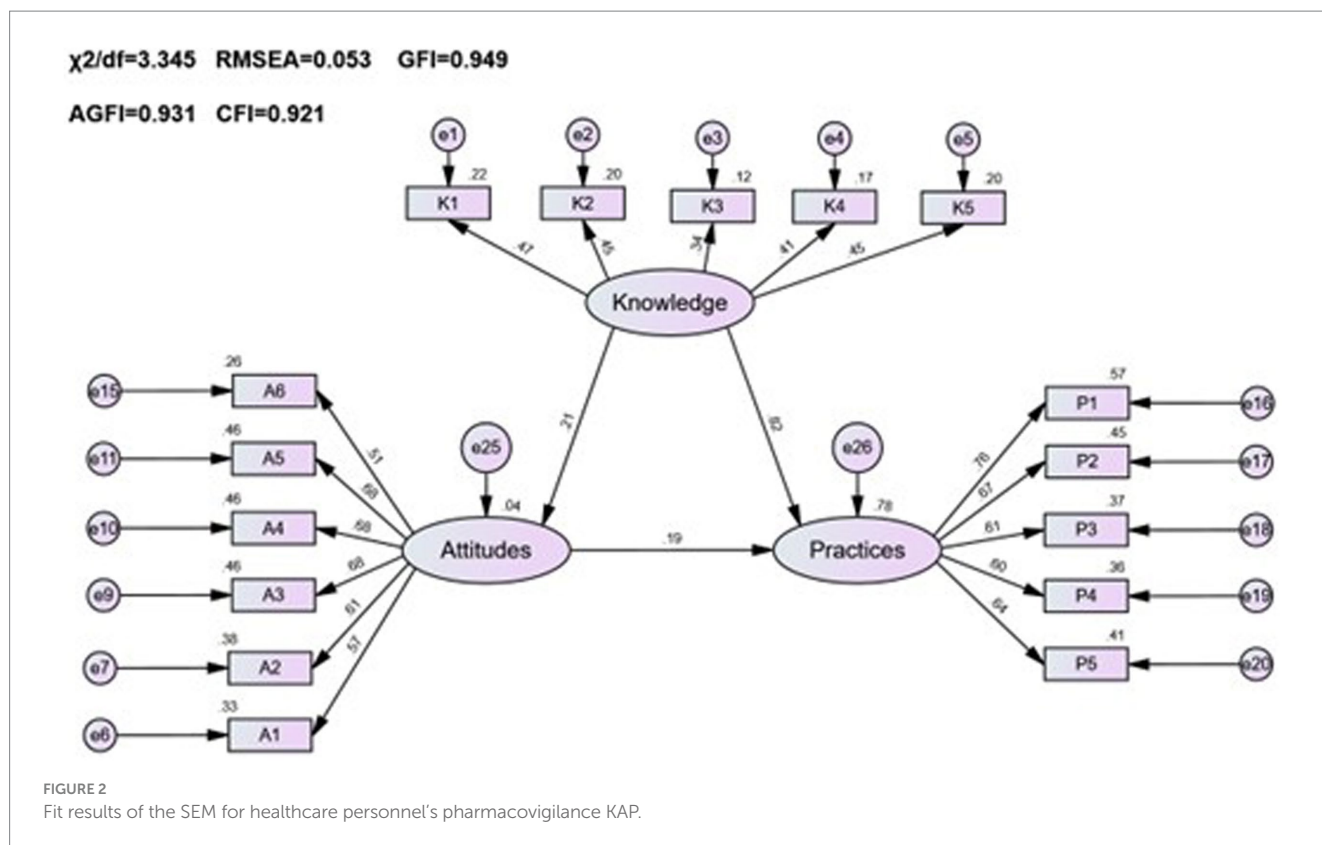 χ2/df=3.345 RMSEA=0.053 GFI=0.949
AGFI=0.931 CFI=0.921
e1 e2 e3 e4 e5
.22 .20 .12 .17 .20
K1 K2 K3 K4 K5
.47 .45 .34 .41 .45
Knowledge
.21 .82
.26
e15 A6
.46
e11 A5
.46
e10 A4
.46
e9 A3
.38
e7 A2
.33
e6 A1
.51
.68
.68
.68
.61
.57
e25
.04
Attitudes
.19
e26
.78
Practices
.76
.67
.61
.60
.64
.57
P1 e16
.45
P2 e17
.37
P3 e18
.36
P4 e19
.41
P5 e20
FIGURE 2
Fit results of the SEM for healthcare personnel’s pharmacovigilance KAP.